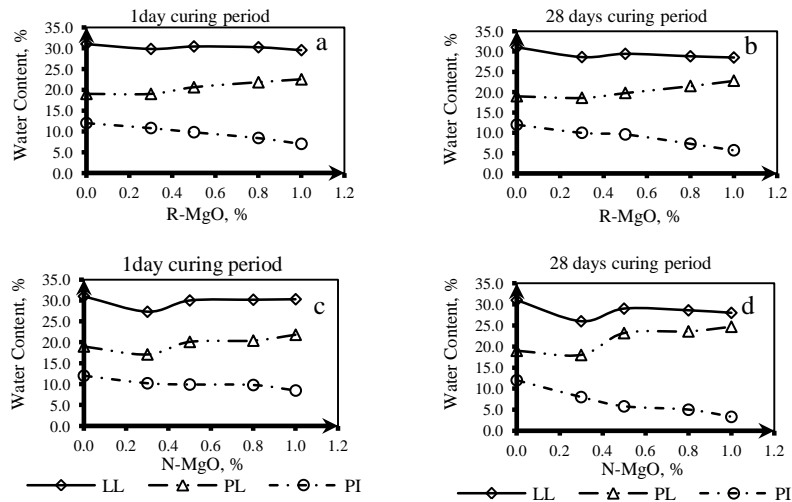 1day curing period
a
35.0
30.0
25.0
20.0
15.0
10.0
5.0
0.0
Water Content, %
0.0 0.2 0.4 0.6 0.8 1.0 1.2
R-MgO, %
28 days curing period
b
35.0
30.0
25.0
20.0
15.0
10.0
5.0
0.0
Water Content, %
0.0 0.2 0.4 0.6 0.8 1.0 1.2
R-MgO, %
1day curing period
c
35.0
30.0
25.0
20.0
15.0
10.0
5.0
0.0
Water Content, %
0.0 0.2 0.4 0.6 0.8 1.0 1.2
N-MgO, %
LL PL PI
28 days curing period
d
35.0
30.0
25.0
20.0
15.0
10.0
5.0
0.0
Water Content, %
0.0 0.2 0.4 0.6 0.8 1.0 1.2
N-MgO, %
LL PL PI